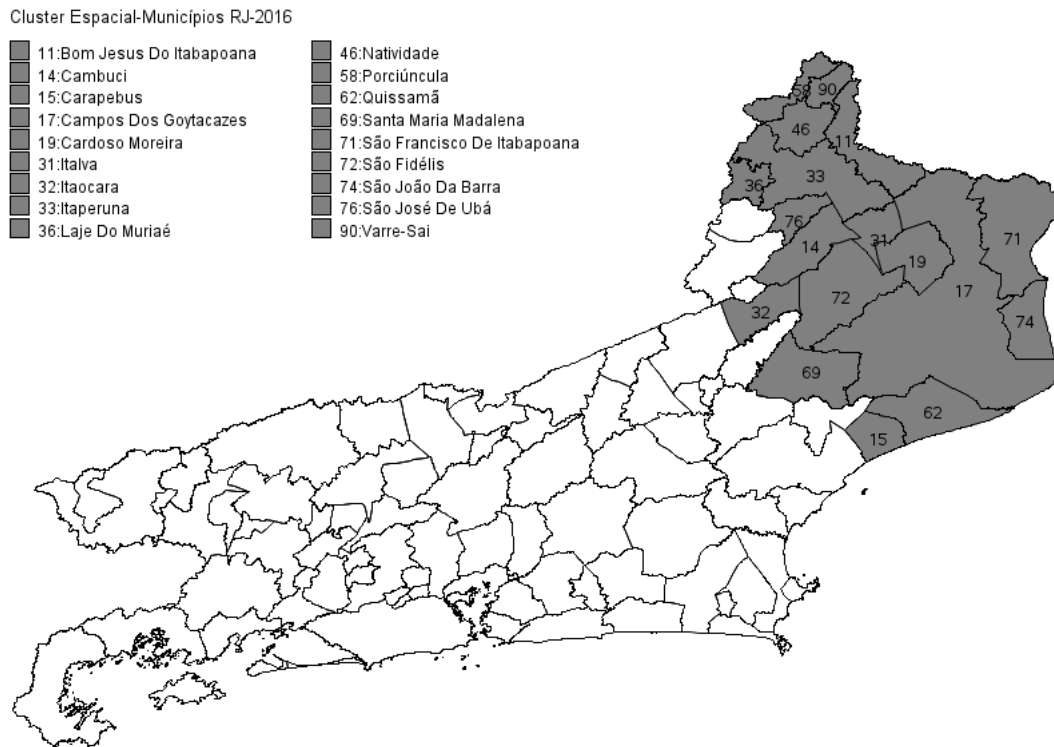 Cluster Espacial-Municípios RJ-2016
11:Bom Jesus Do Itabapoana
14:Cambuci
15:Carapebus
17:Campos Dos Goytacazes
19:Cardoso Moreira
31:Italva
32:Itaocara
33:Itaperuna
36:Laje Do Muriaé
46:Natividade
58:Porciúncula
62:Quissamã
69:Santa Maria Madalena
71:São Francisco De Itabapoana
72:São Fidélis
74:São João Da Barra
76:São José De Ubá
90:Varre-Sai
58
90
46
11
36
33
76
14
31
19
71
17
72
32
74
69
62
15